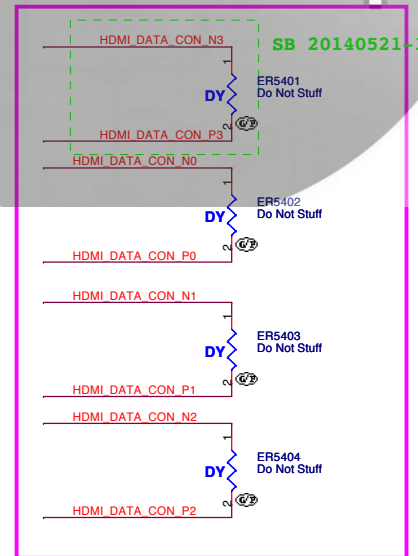 HDMI_DATA_CON_N3
SB 20140521-
1
ER5401
Do Not Stuff
DY
2
G/P
HDMI_DATA_CON_P3
HDMI_DATA_CON_N0
1
ER5402
Do Not Stuff
DY
2
G/P
HDMI_DATA_CON_P0
HDMI_DATA_CON_N1
1
ER5403
Do Not Stuff
DY
2
G/P
HDMI_DATA_CON_P1
HDMI_DATA_CON_N2
1
ER5404
Do Not Stuff
DY
2
G/P
HDMI_DATA_CON_P2